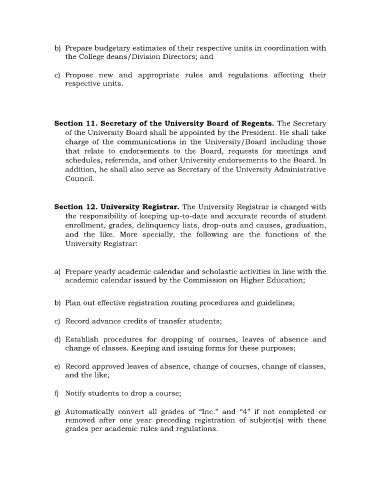 b) Prepare budgetary estimates of their respective units in coordination with
the College deans/Division Directors; and
c) Propose new and appropriate rules and regulations affecting their
respective units.
Section 11. Secretary of the University Board of Regents. The Secretary
of the University Board shall be appointed by the President. He shall take
charge of the communications in the University/Board including those
that relate to endorsements to the Board, requests for meetings and
schedules, referenda, and other University endorsements to the Board. In
addition, he shall also serve as Secretary of the University Administrative
Council.
Section 12. University Registrar. The University Registrar is charged with
the responsibility of keeping up-to-date and accurate records of student
enrollment, grades, delinquency lists, drop-outs and causes, graduation,
and the like. More specially, the following are the functions of the
University Registrar:
a) Prepare yearly academic calendar and scholastic activities in line with the
academic calendar issued by the Commission on Higher Education;
b) Plan out effective registration routing procedures and guidelines;
c) Record advance credits of transfer students;
d) Establish procedures for dropping of courses, leaves of absence and
change of classes. Keeping and issuing forms for these purposes;
e) Record approved leaves of absence, change of courses, change of classes,
and the like;
f) Notify students to drop a course;
g) Automatically convert all grades of “Inc.” and “4” if not completed or
removed after one year preceding registration of subject(s) with these
grades per academic rules and regulations.